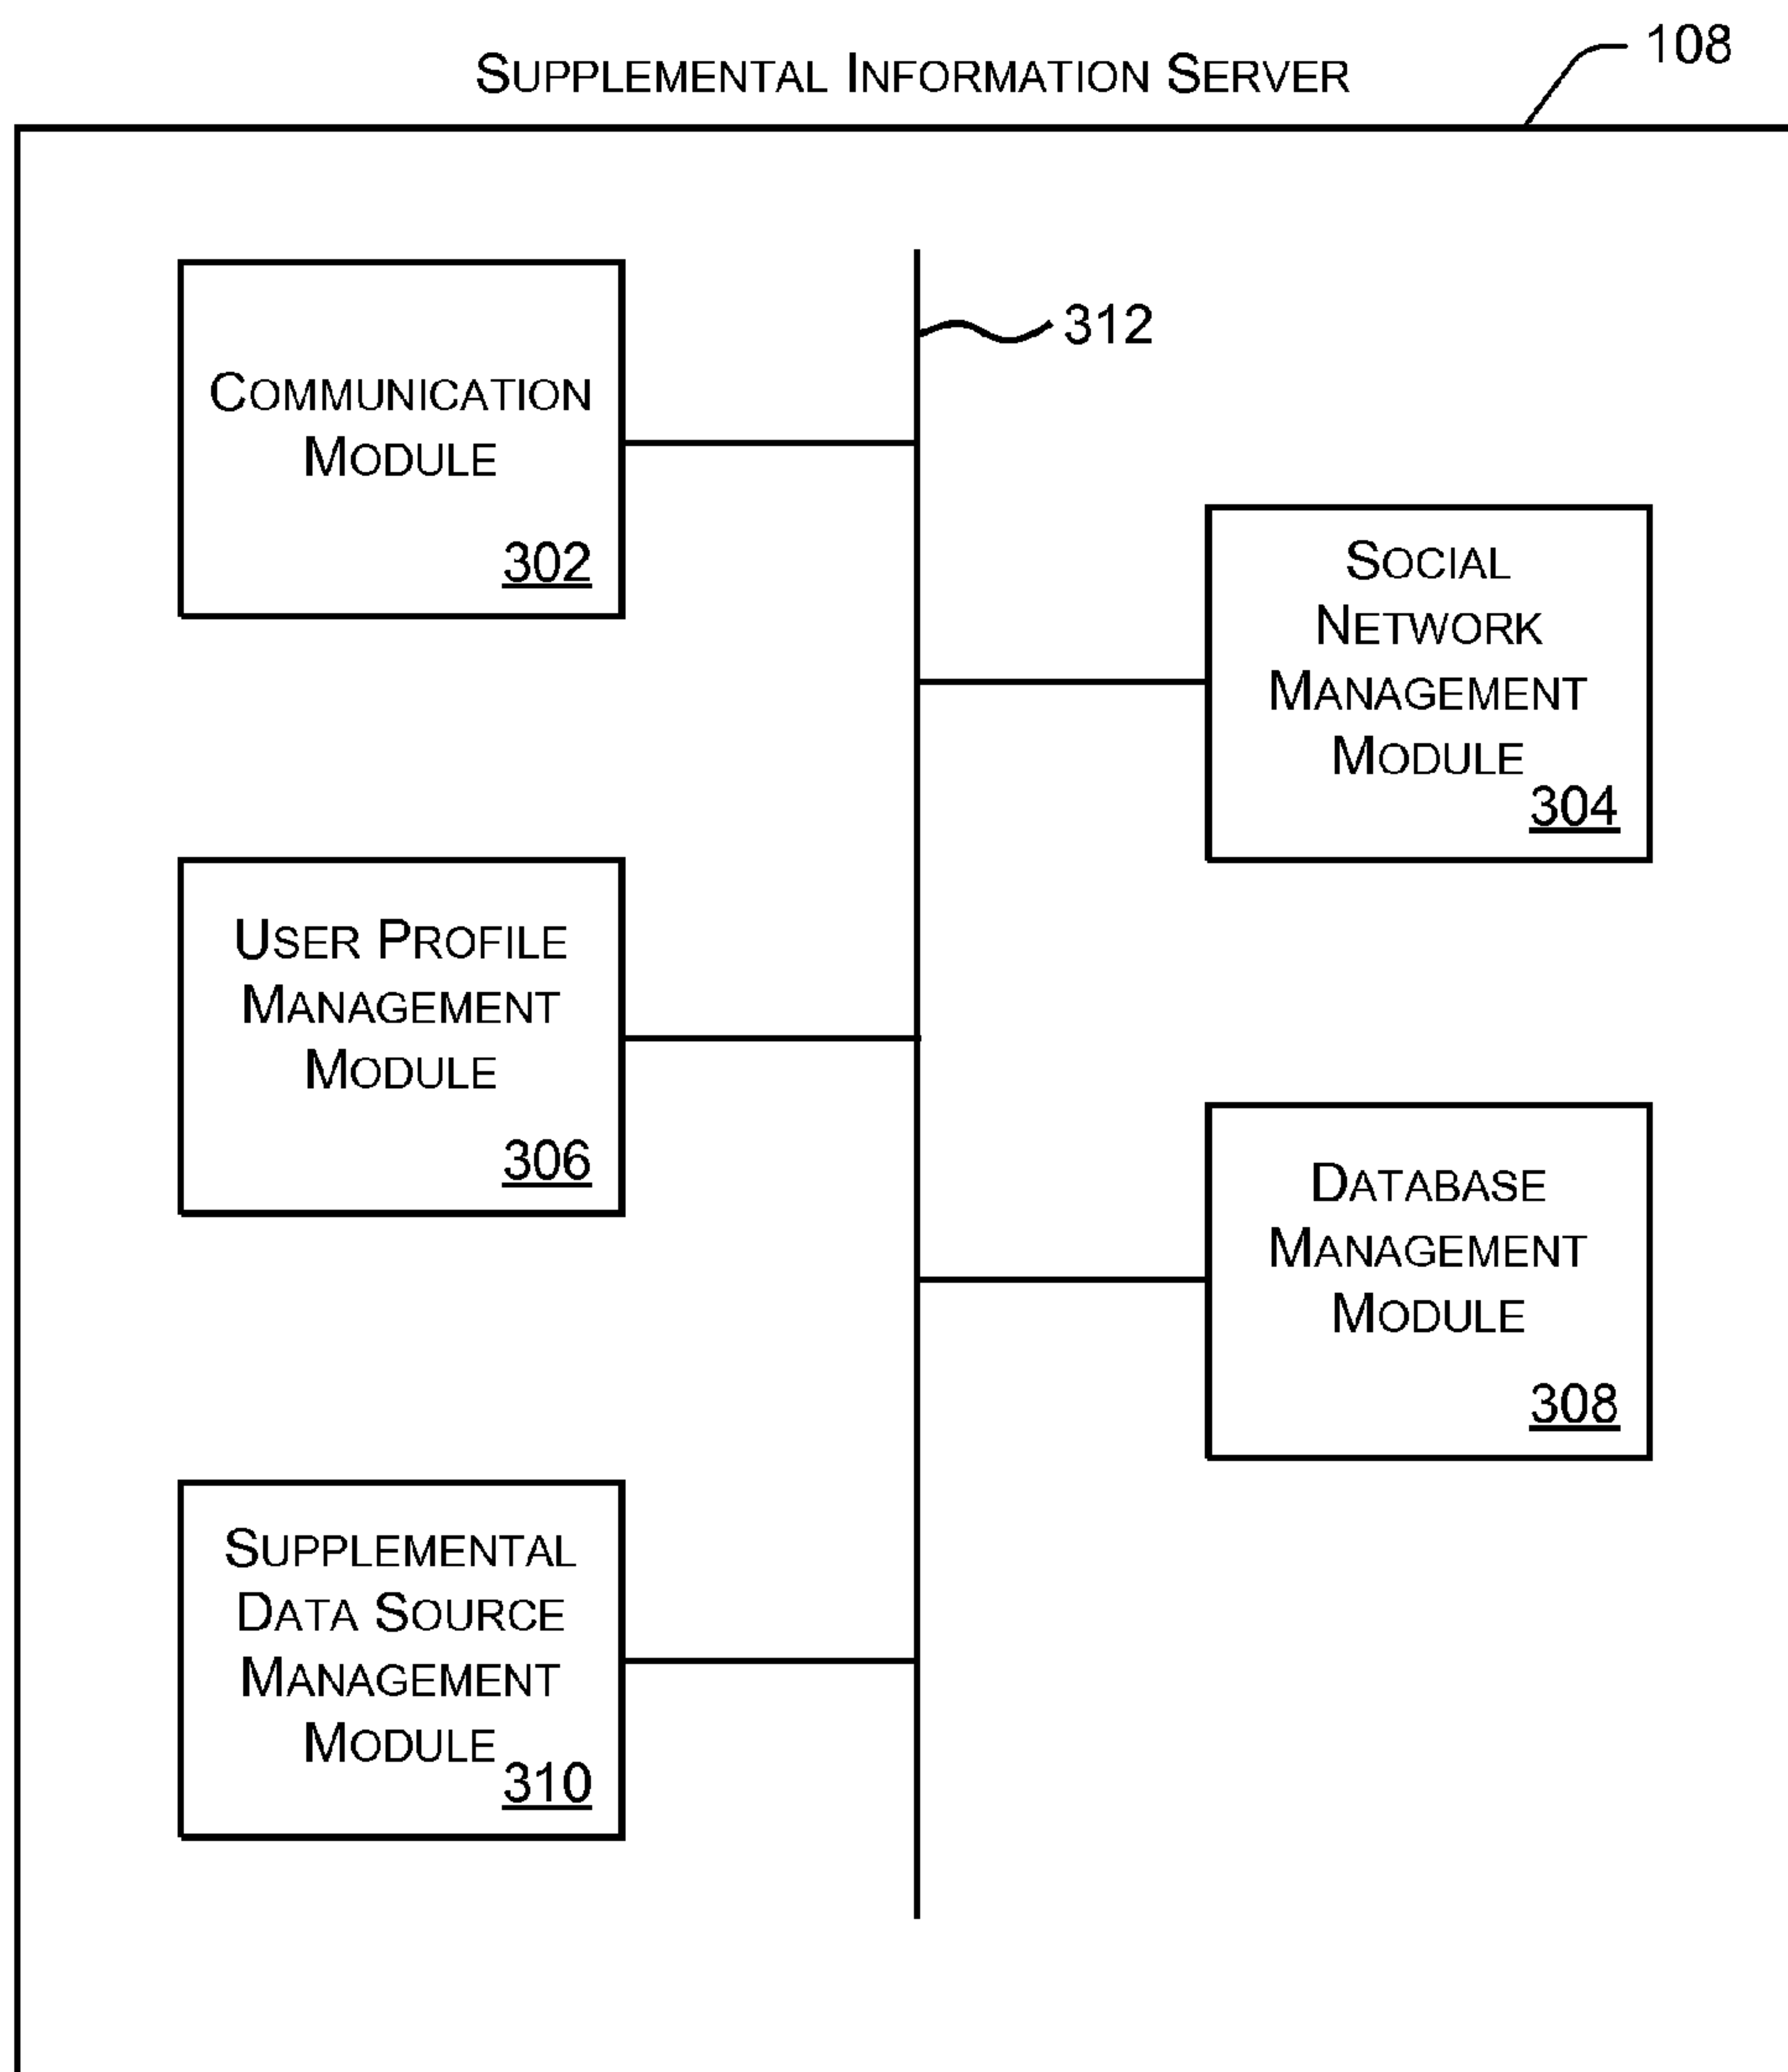 108
SUPPLEMENTAL INFORMATION SERVER
312
COMMUNICATION
MODULE
302
SOCIAL
NETWORK
MANAGEMENT
MODULE
304
USER PROFILE
MANAGEMENT
MODULE
306
DATABASE
MANAGEMENT
MODULE
308
SUPPLEMENTAL
DATA SOURCE
MANAGEMENT
MODULE
310